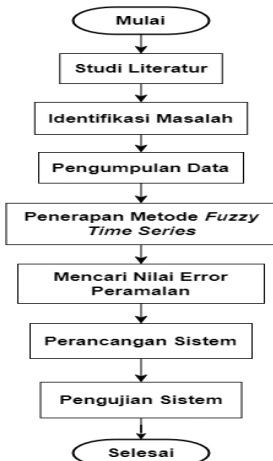 Mulai
Studi Literatur
Identifikasi Masalah
Pengumpulan Data
Penerapan Metode Fuzzy
Time Series
Mencari Nilai Error
Peramalan
Perancangan Sistem
Pengujian Sistem
Selesai